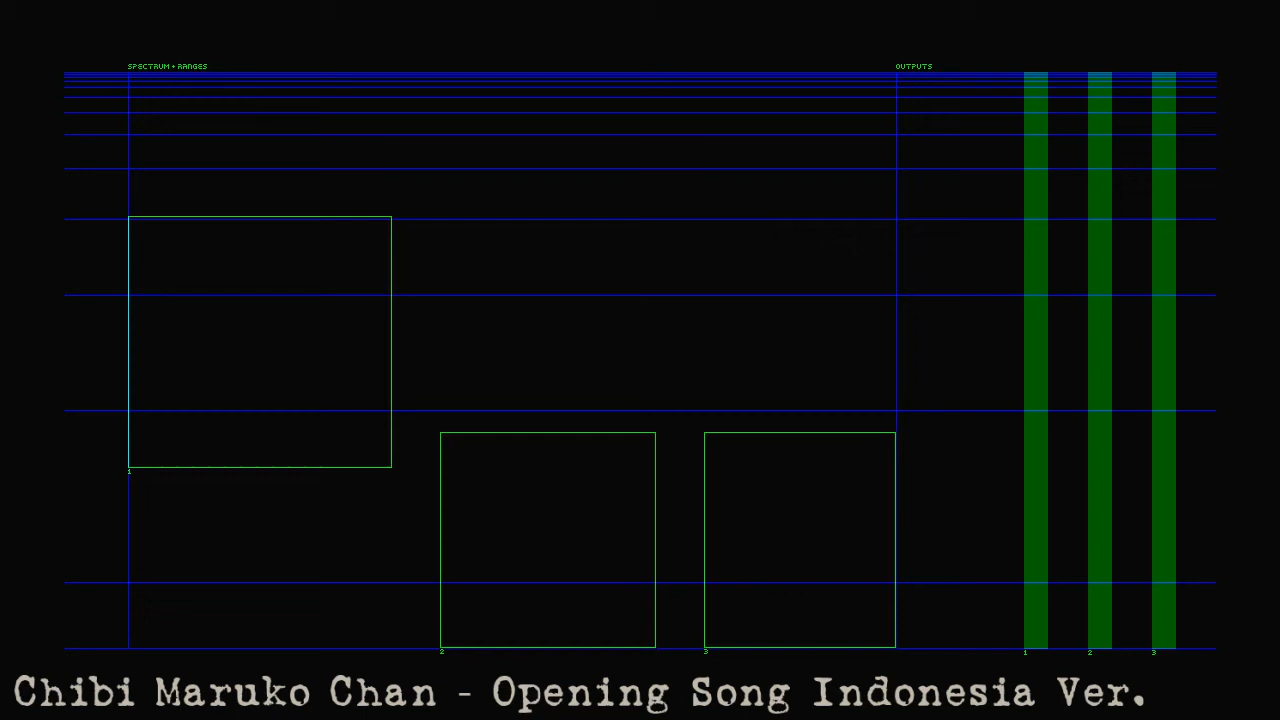 SPECTRUM + RANGES
OUTPUTS
1
2
3
1
2
3
Chibi Maruko Chan - Opening Song Indonesia Ver.